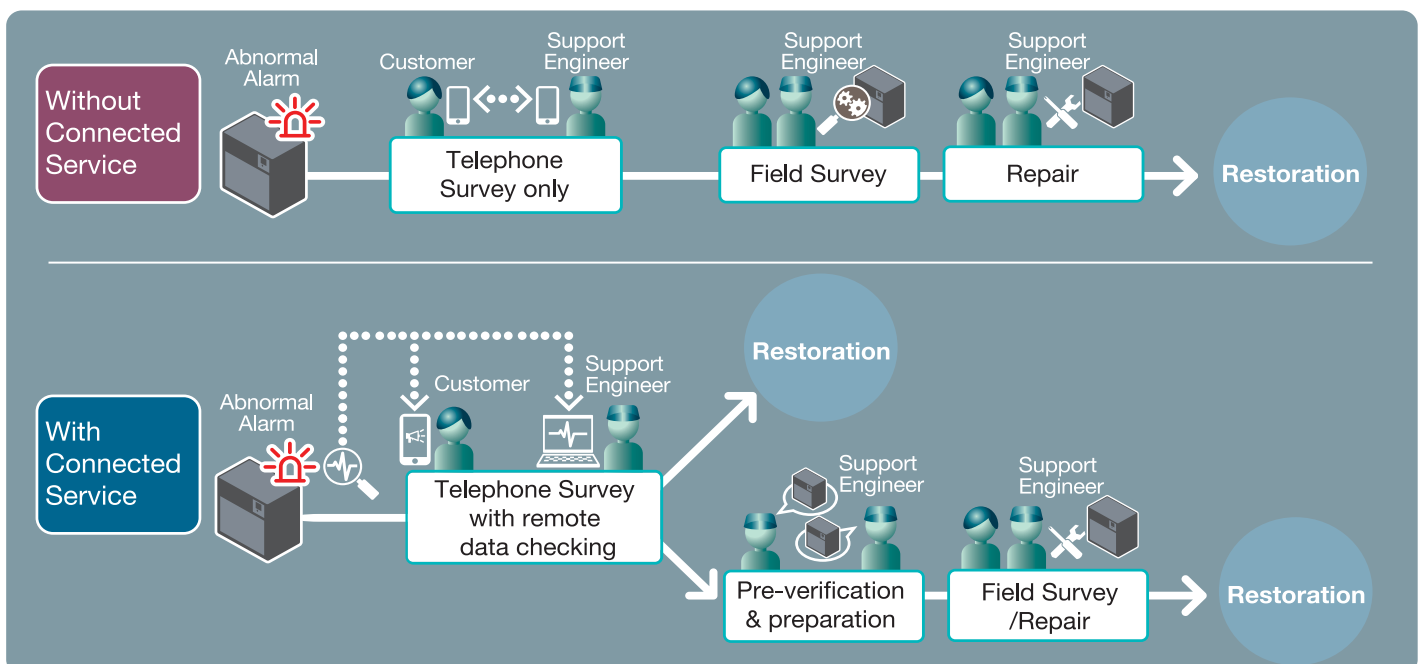 Without
Connected
Service
Abnormal
Alarm
Customer
Support
Engineer
Telephone
Survey only
Support
Engineer
Field Survey
Support
Engineer
Repair
Restoration
With
Connected
Service
Abnormal
Alarm
Customer
Support
Engineer
Telephone Survey
with remote
data checking
Restoration
Support
Engineer
Pre-verification
& preparation
Support
Engineer
Field Survey
/Repair
Restoration